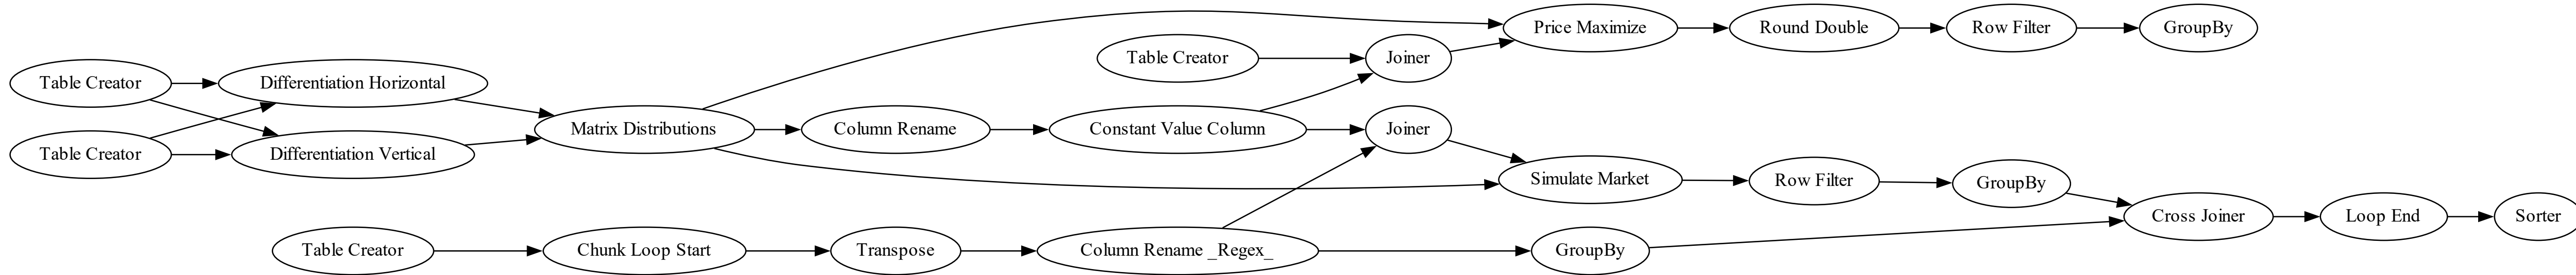 Price Maximize
Round Double
Row Filter
GroupBy
Table Creator
Joiner
Table Creator
Differentiation Horizontal
Matrix Distributions
Column Rename
Constant Value Column
Joiner
Table Creator
Differentiation Vertical
Simulate Market
Row Filter
GroupBy
Cross Joiner
Loop End
Sorter
Table Creator
Chunk Loop Start
Transpose
Column Rename _Regex_
GroupBy